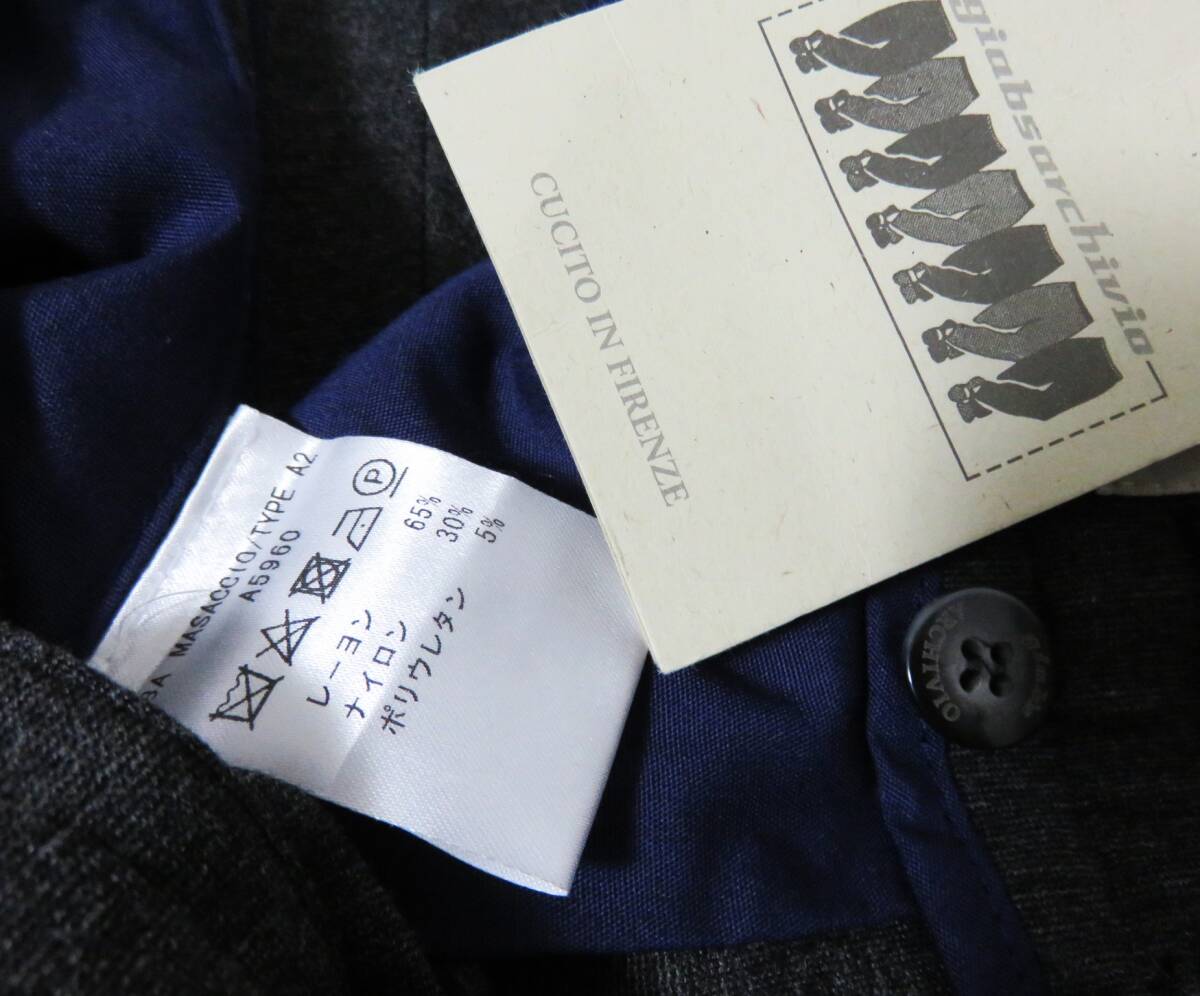 giabsarchivio
CUCITO IN FIRENZE
MASACCIO/TYPE A2
A5960
P
レーヨン 65%
ナイロン 30%
ポリウレタン 5%
ARCHIVIO